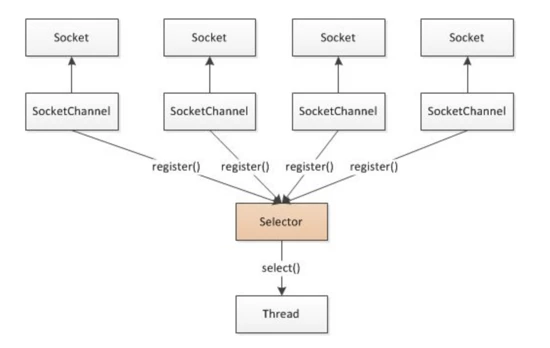 Socket
Socket
Socket
Socket
SocketChannel
SocketChannel
SocketChannel
SocketChannel
register()
register()
register()
register()
Selector
select()
Thread